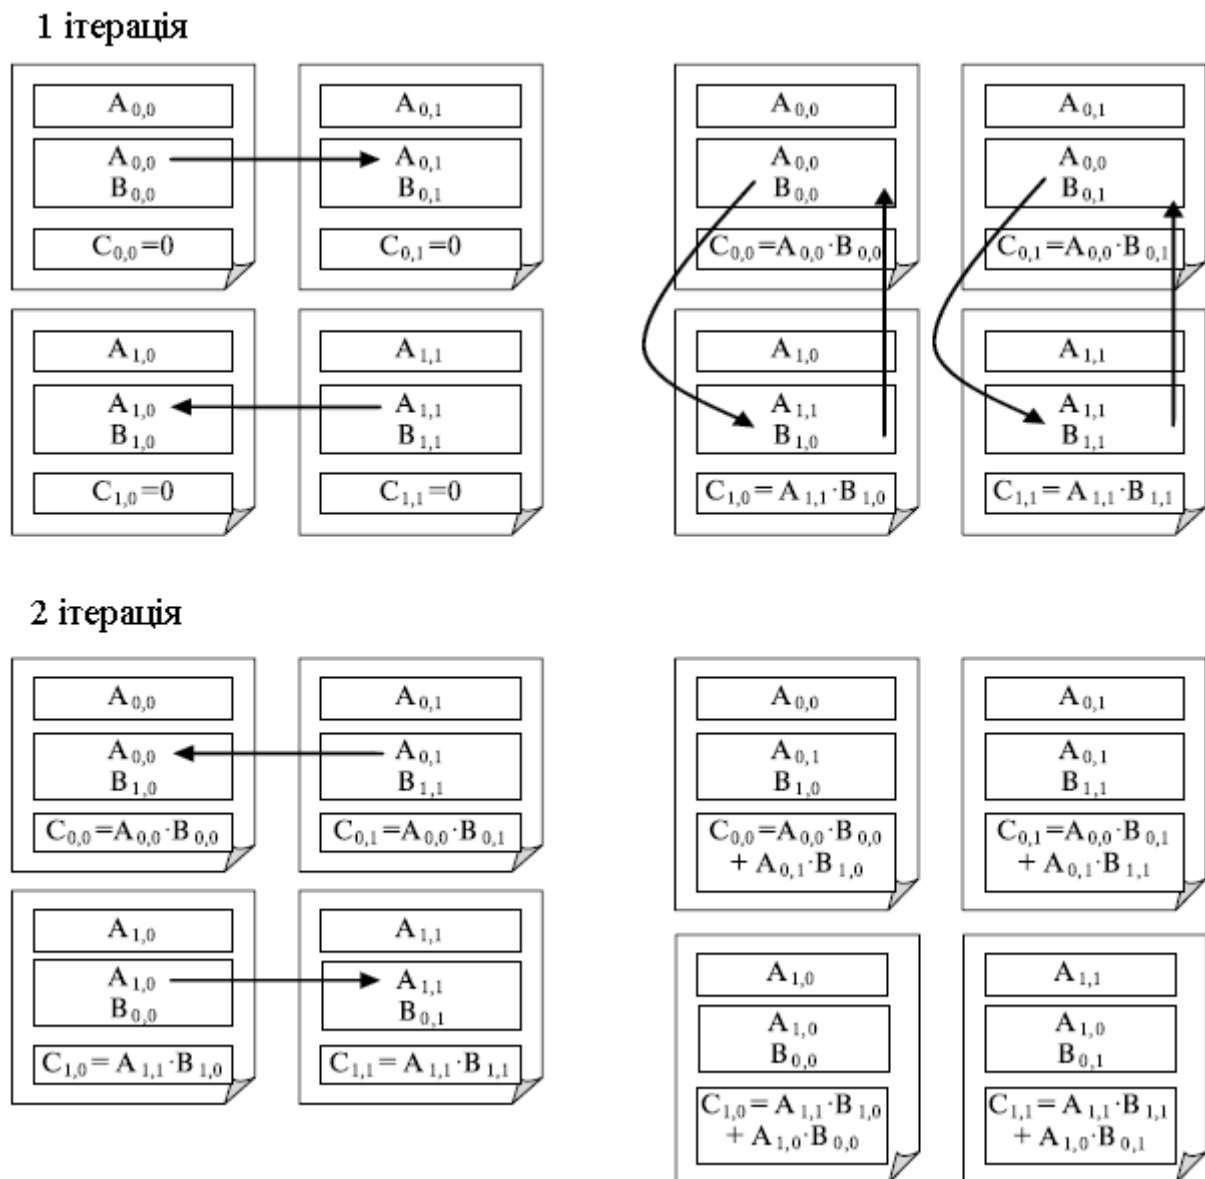 1 ітерація
A0,0
A0,0
B0,0
C0,0=0
A0,1
A0,1
B0,1
C0,1=0
A0,0
A0,0
B0,0
C0,0=A0,0·B0,0
A0,1
A0,0
B0,1
C0,1=A0,0·B0,1
A1,0
A1,0
B1,0
C1,0=0
A1,1
A1,1
B1,1
C1,1=0
A1,0
A1,1
B1,0
C1,0=A1,1·B1,0
A1,1
A1,1
B1,1
C1,1=A1,1·B1,1
2 ітерація
A0,0
A0,0
B1,0
C0,0=A0,0·B0,0
A0,1
A0,1
B1,1
C0,1=A0,0·B0,1
A0,0
A0,1
B1,0
C0,0=A0,0·B0,0
+ A0,1·B1,0
A0,1
A0,1
B1,1
C0,1=A0,0·B0,1
+ A0,1·B1,1
A1,0
A1,0
B0,0
C1,0=A1,1·B1,0
A1,1
A1,1
B0,1
C1,1=A1,1·B1,1
A1,0
A1,0
B0,0
C1,0=A1,1·B1,0
+ A1,0·B0,0
A1,1
A1,0
B0,1
C1,1=A1,1·B1,1
+ A1,0·B0,1